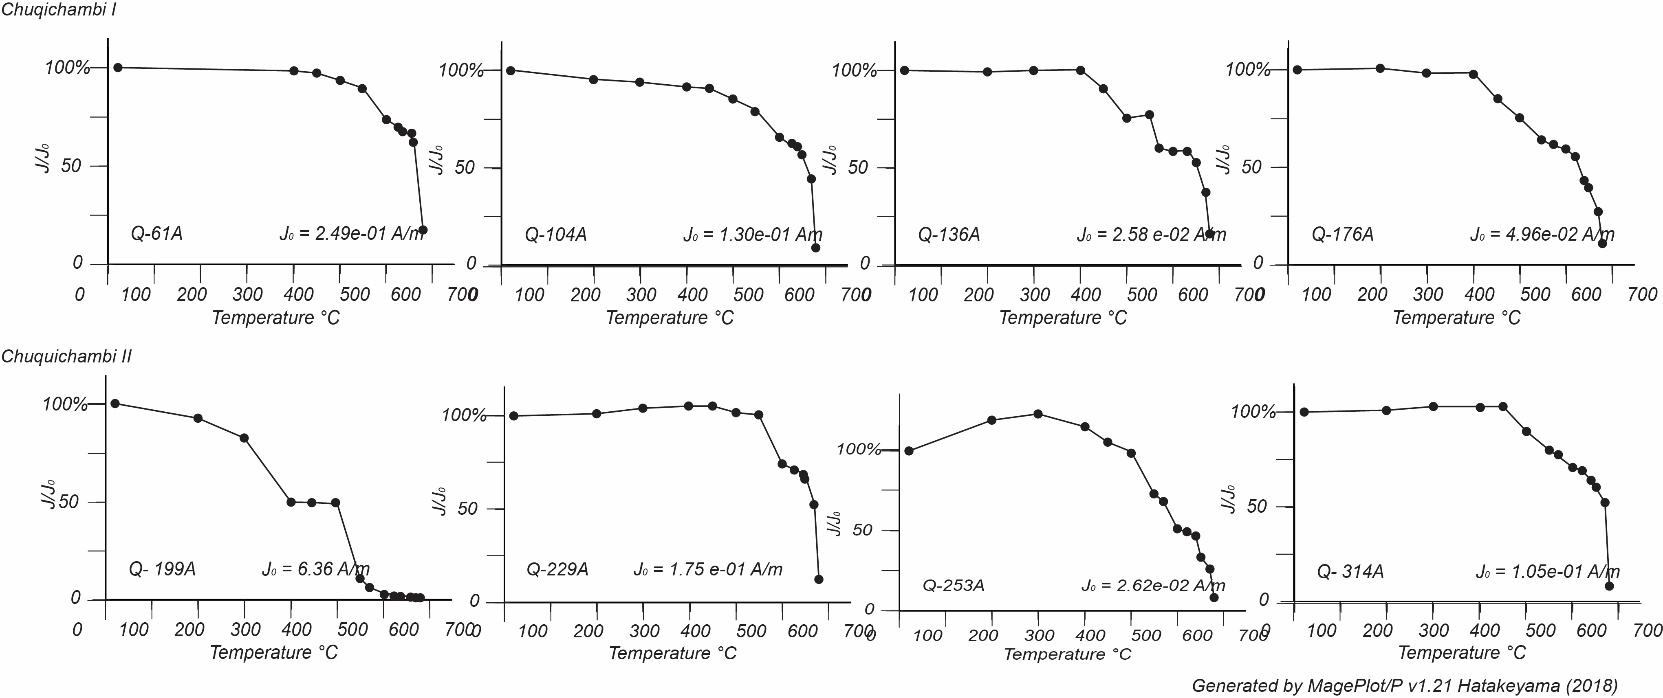 Chuqichambi I
100%
J/J₀
50
0
Q-61A
J₀ = 2.49e-01 A/m
0 100 200 300 400 500 600 700
Temperature °C
100%
J/J₀
50
0
Q-104A
J₀ = 1.30e-01 Am
0 100 200 300 400 500 600 700
Temperature °C
100%
J/J₀
50
0
Q-136A
J₀ = 2.58 e-02 A/m
0 100 200 300 400 500 600 700
Temperature °C
100%
J/J₀
50
0
Q-176A
J₀ = 4.96e-02 A/m
0 100 200 300 400 500 600 700
Temperature °C
Chuquichambi II
100%
J/J₀
50
0
Q- 199A
J₀ = 6.36 A/m
0 100 200 300 400 500 600 700
Temperature °C
100%
J/J₀
50
0
Q-229A
J₀ = 1.75 e-01 A/m
0 100 200 300 400 500 600 700
Temperature °C
100%
J/J₀
50
0
Q-253A
J₀ = 2.62e-02 A/m
0 100 200 300 400 500 600 700
Temperature °C
100%
J/J₀
50
0
Q- 314A
J₀ = 1.05e-01 A/m
0 100 200 300 400 500 600 700
Temperature °C
Generated by MagePlot/P v1.21 Hatakeyama (2018)